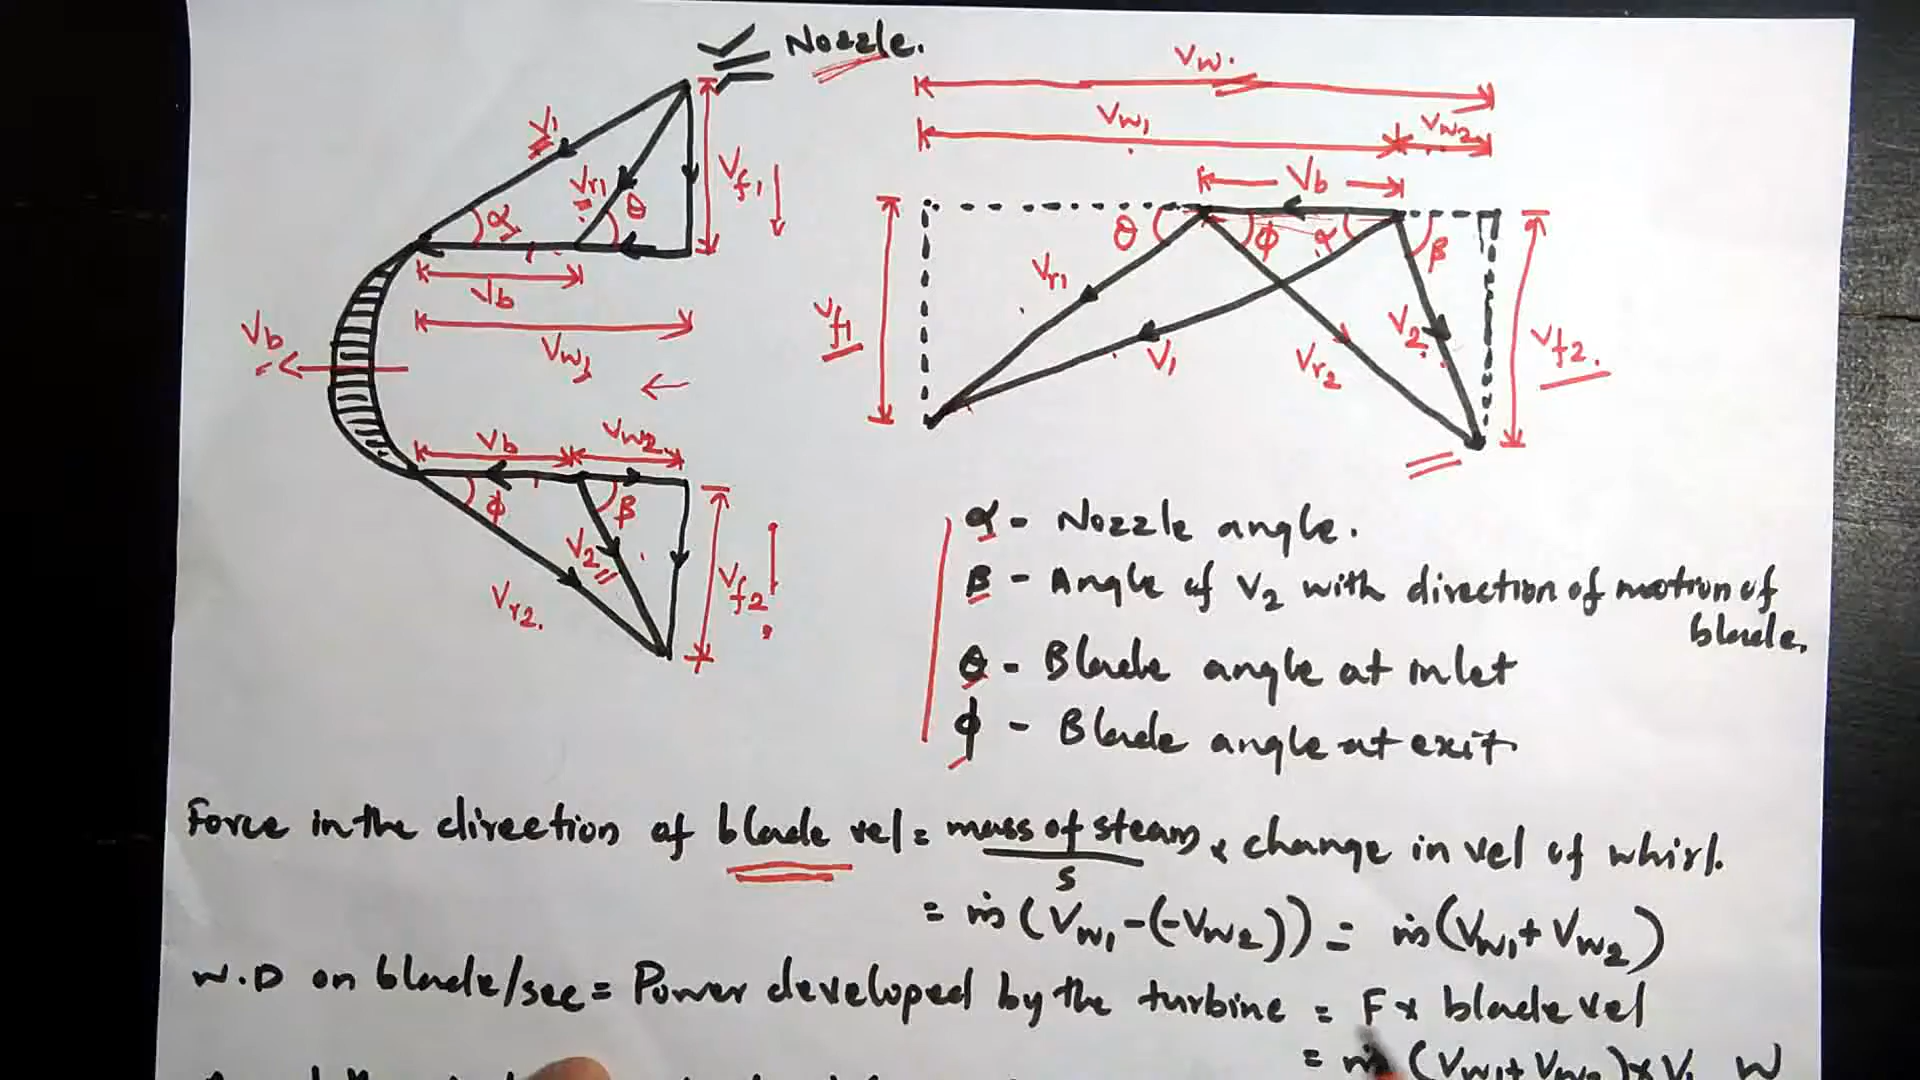 Nozzle.
V1
Vr1
θ
Vf1
α
Vb
Vw1
Vb
Vb
Vw2
φ
β
V2
Vr2.
Vf2
Vw.
Vw1
Vw2
Vb
θ
φ
α
β
Vr1
Vf1
V1
Vr2
V2
Vf2.
α - Nozzle angle.
β - Angle of V2 with direction of motion of
blade.
θ - Blade angle at inlet
φ - Blade angle at exit
Force in the direction of blade vel = mass of steam × change in vel of whirl.
s
= ṁ (Vw1 - (-Vw2)) = ṁ (Vw1 + Vw2)
W.D on blade/sec = Power developed by the turbine = F × blade vel
= ṁ (Vw1 + Vw2) × Vb W